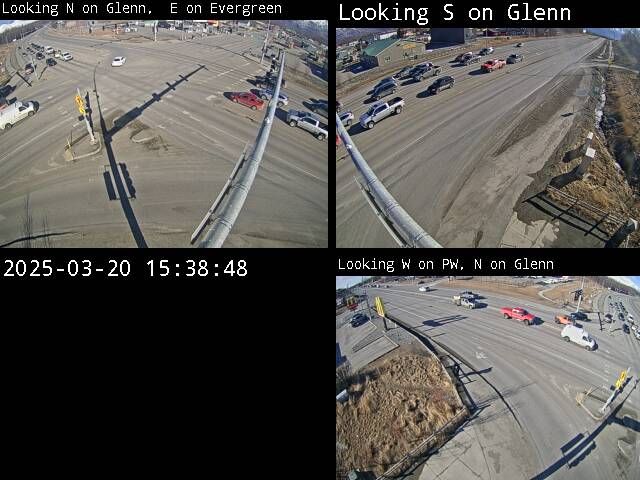 Looking N on Glenn,  E on Evergreen
Looking S on Glenn
2025-03-20 15:38:48
Looking W on PW, N on Glenn